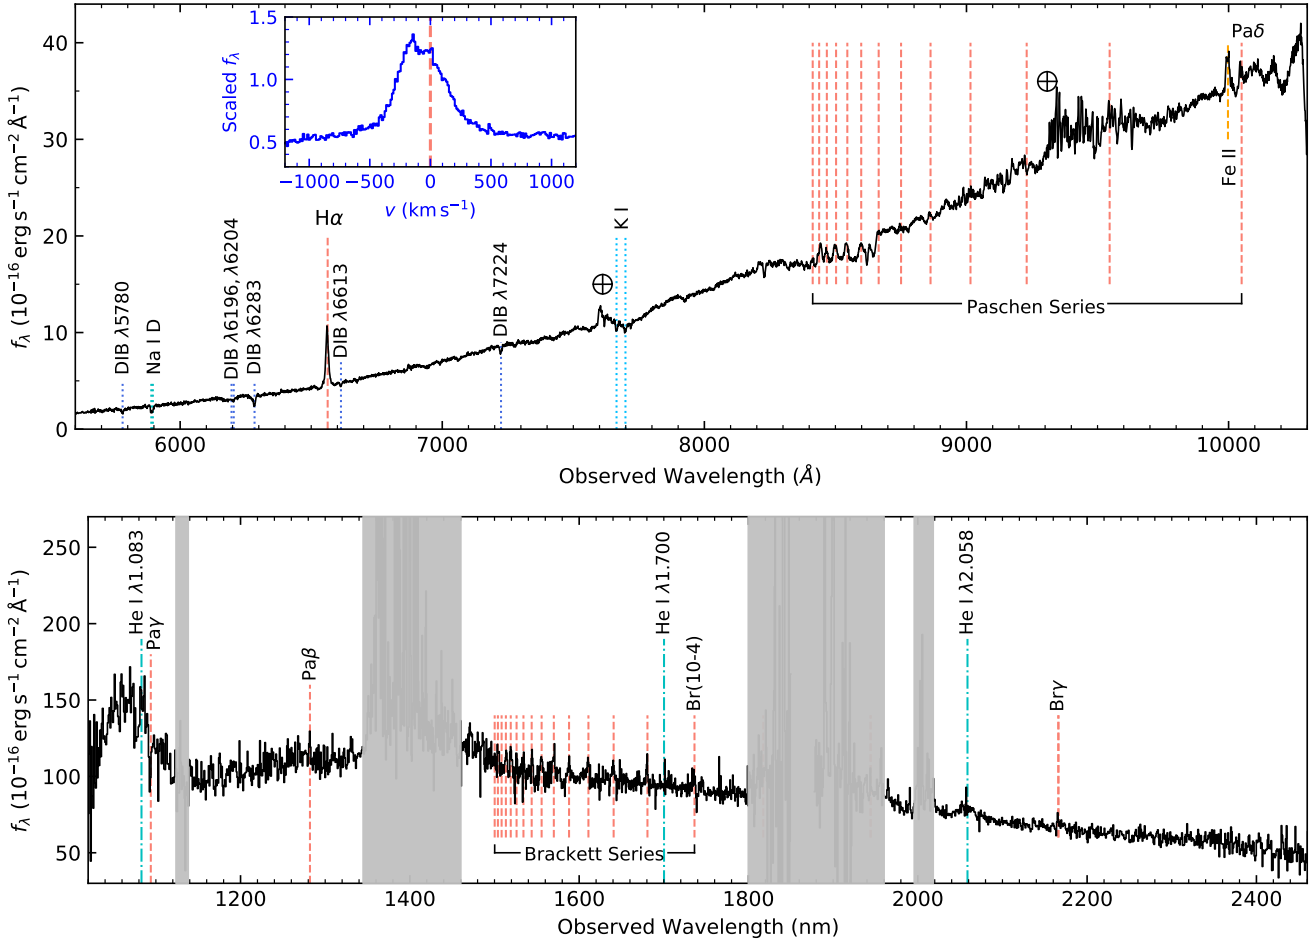 1.5
1.0
0.5
Scaled fλ
−1000 −500 0 500 1000
v (km s⁻¹)
40
30
20
10
0
fλ (10⁻¹⁶ erg s⁻¹ cm⁻² Å⁻¹)
DIB λ5780
Na I D
DIB λ6196,λ6204
DIB λ6283
Hα
DIB λ6613
DIB λ7224
⊕
K I
⊕
Paδ
Fe II
Paschen Series
6000 7000 8000 9000 10000
Observed Wavelength (Å)
250
200
150
100
50
fλ (10⁻¹⁶ erg s⁻¹ cm⁻² Å⁻¹)
He I λ1.083
Paγ
Paβ
He I λ1.700
Br(10-4)
He I λ2.058
Brγ
Brackett Series
1200 1400 1600 1800 2000 2200 2400
Observed Wavelength (nm)